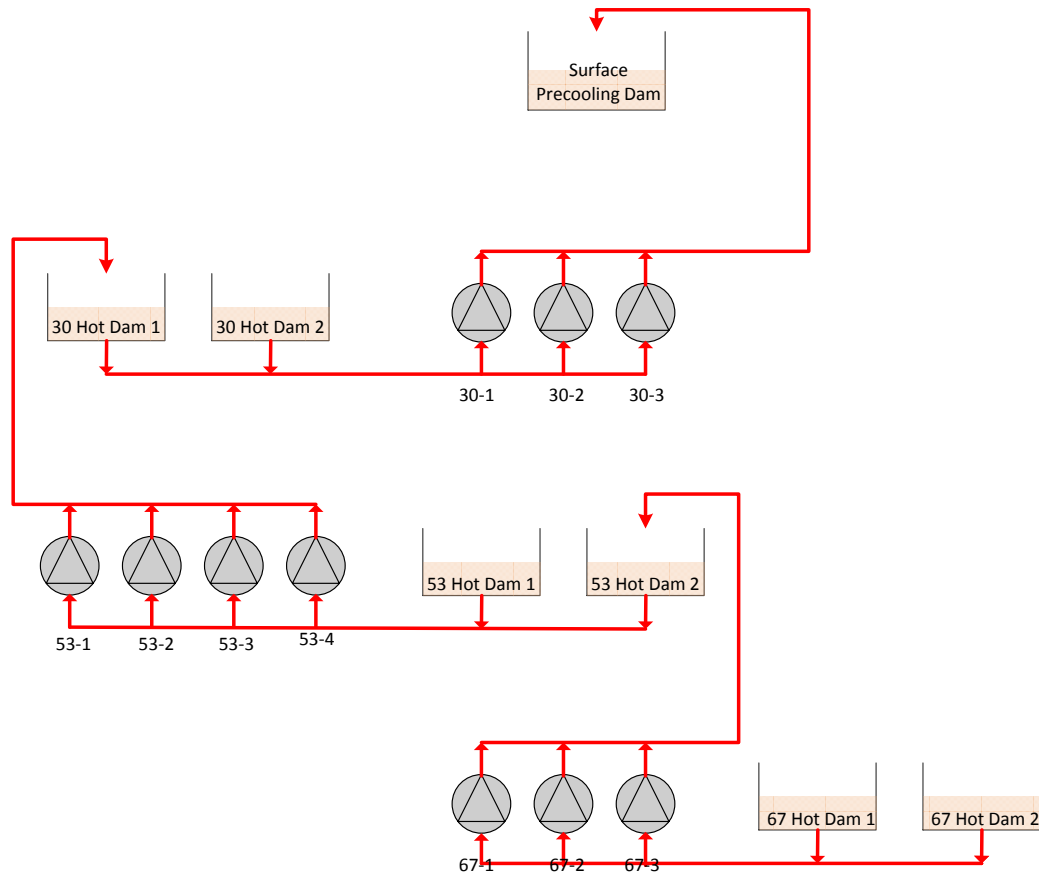 Surface
Precooling Dam
30 Hot Dam 1
30 Hot Dam 2
30-1
30-2
30-3
53 Hot Dam 1
53 Hot Dam 2
53-1
53-2
53-3
53-4
67 Hot Dam 1
67 Hot Dam 2
67-1
67-2
67-3